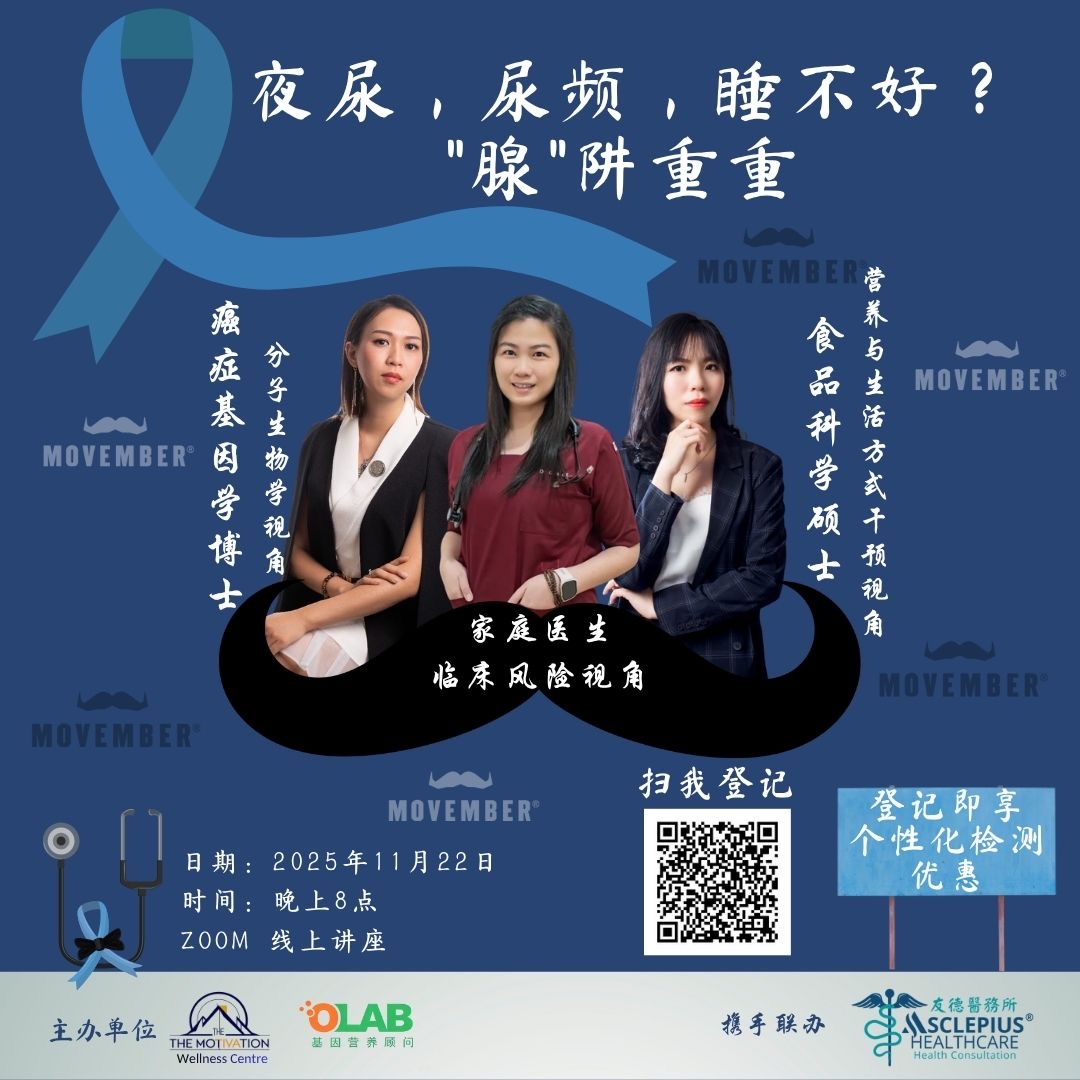 夜尿，尿频，睡不好？
"腺"阱重重
MOVEMBER®
MOVEMBER®
MOVEMBER®
癌症基因学博士
分子生物学视角
食品科学硕士
营养与生活方式干预视角
家庭医生
临床风险视角
MOVEMBER®
MOVEMBER®
MOVEMBER®
扫我登记
登记即享
个性化检测
优惠
日期：2025年11月22日
时间：晚上8点
ZOOM 线上讲座
主办单位
THE
THE MOTIVATION
Wellness Centre
OLAB
基因营养顾问
携手联办
友德醫務所
ASCLEPIUS®
HEALTHCARE
Health Consultation